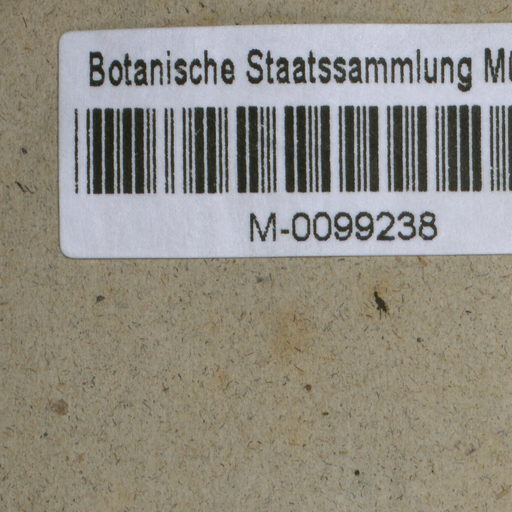 Botanische Staatssammlung
M-0099238